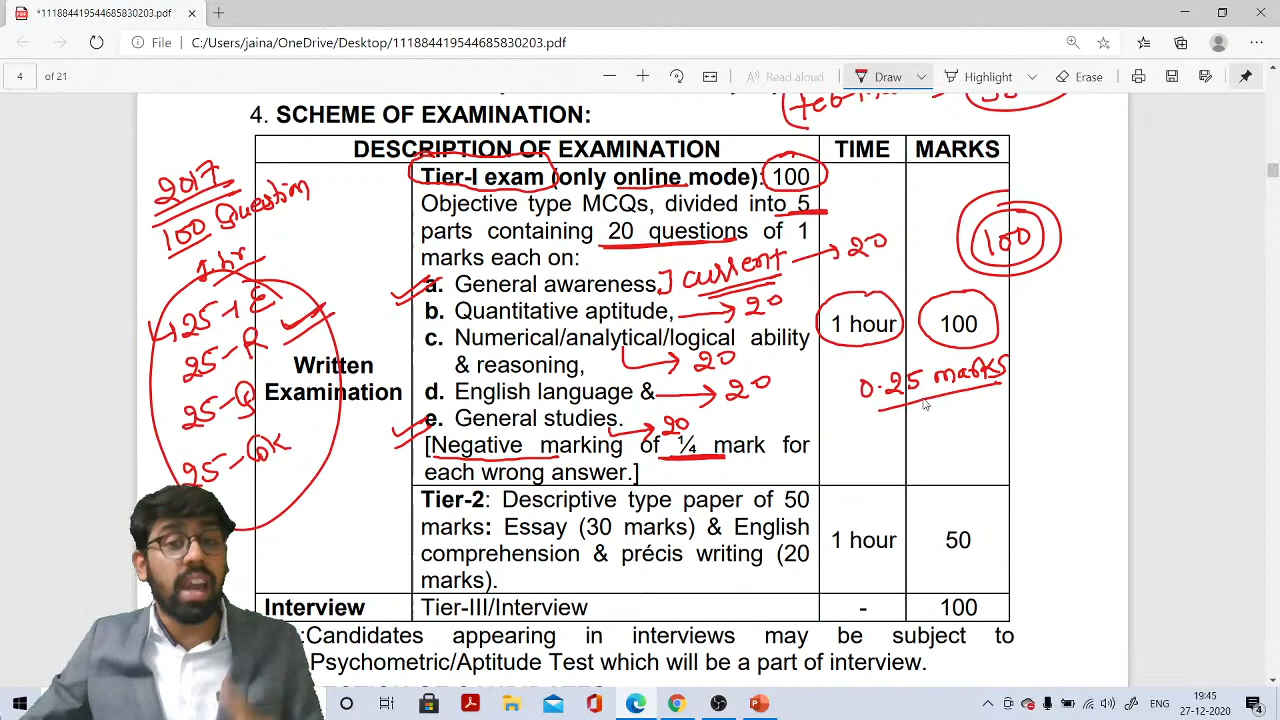 *111884419544685830203.pdf
File
C:/Users/jaina/OneDrive/Desktop/111884419544685830203.pdf
4 of 21
Read aloud
Draw
Highlight
Erase
4. SCHEME OF EXAMINATION:
DESCRIPTION OF EXAMINATION TIME MARKS
Written Examination
Tier-I exam (only online mode): 100
Objective type MCQs, divided into 5
parts containing 20 questions of 1
marks each on:
a. General awareness,
b. Quantitative aptitude,
c. Numerical/analytical/logical ability
& reasoning,
d. English language &
e. General studies.
[Negative marking of ¼ mark for
each wrong answer.]
1 hour 100
Tier-2: Descriptive type paper of 50
marks: Essay (30 marks) & English
comprehension & précis writing (20
marks).
1 hour 50
Interview Tier-III/Interview - 100
:Candidates appearing in interviews may be subject to
Psychometric/Aptitude Test which will be a part of interview.
2017
100 Question
1 hr
25-E
25-R
25-Q
25-GK
current → 20
20
20
20
20
100
0.25 marks
ENG
19:45
27-12-2020
4